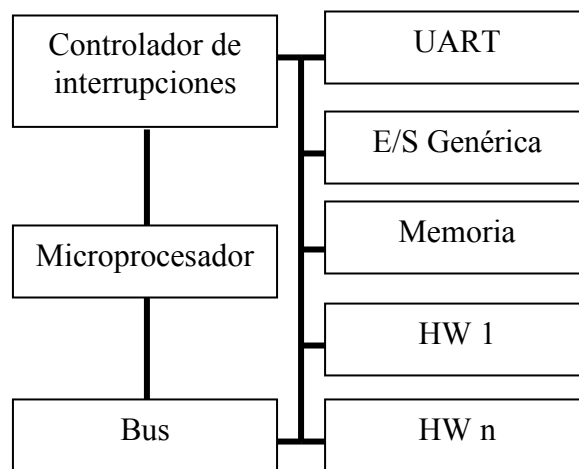 Controlador de
interrupciones
UART
E/S Genérica
Microprocesador
Memoria
HW 1
Bus
HW n